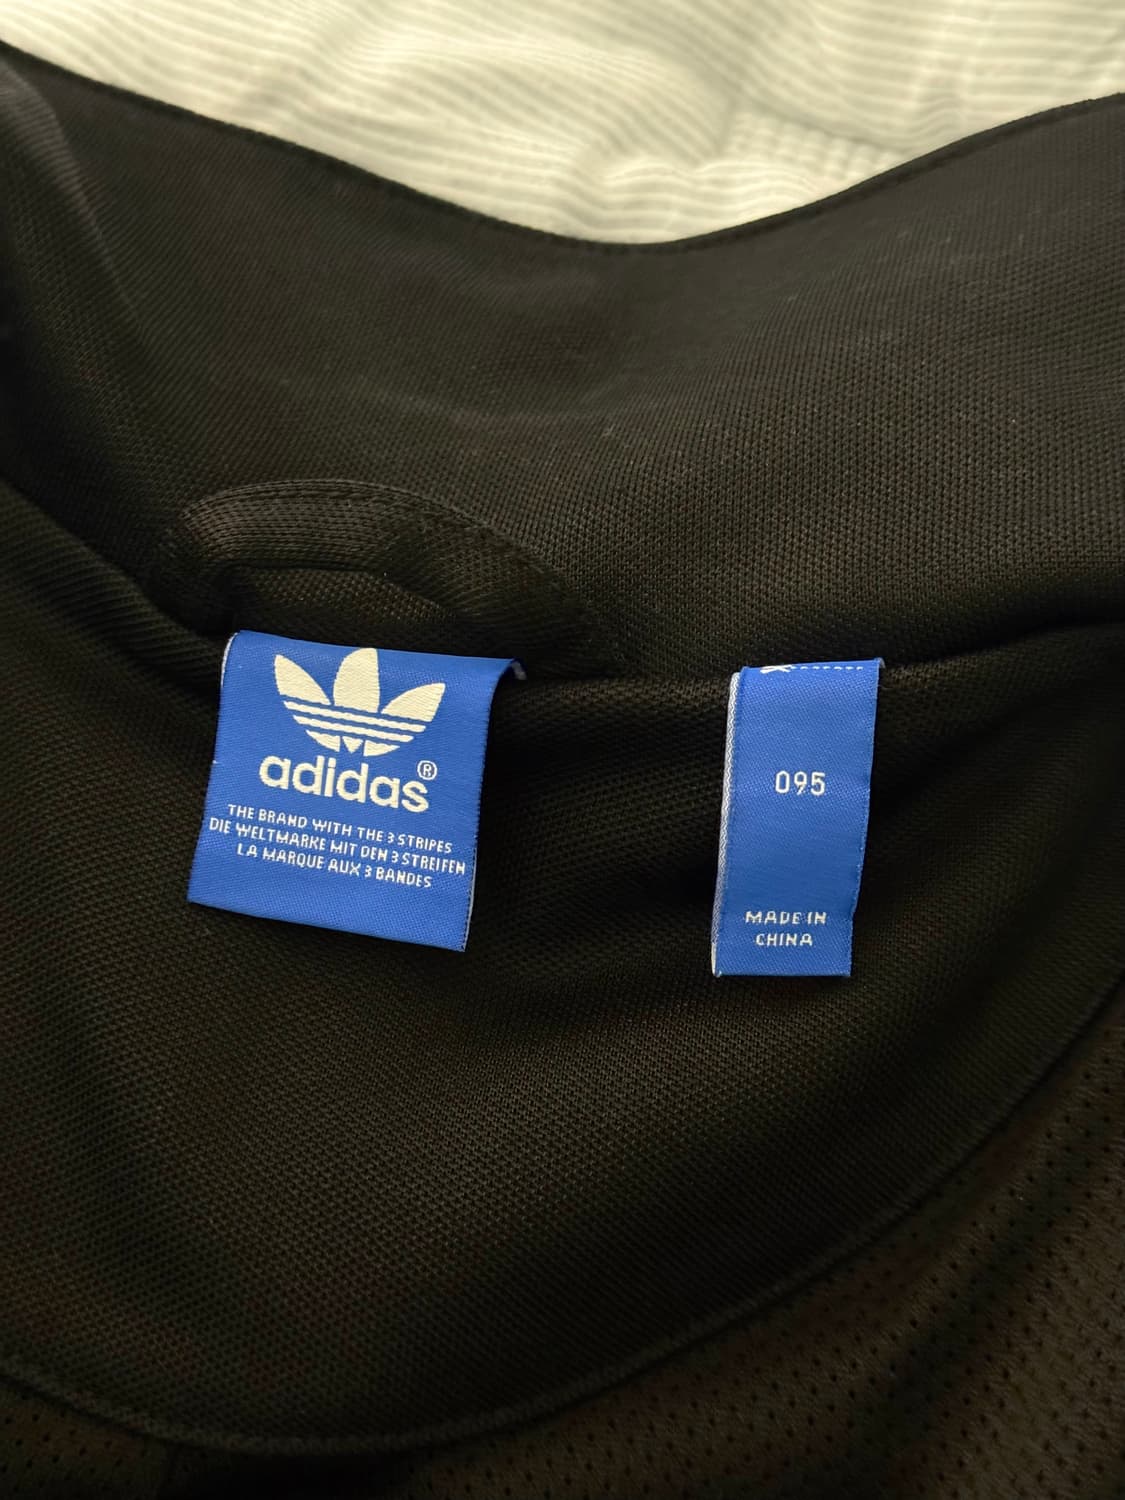 adidas®
THE BRAND WITH THE 3 STRIPES
DIE WELTMARKE MIT DEN 3 STREIFEN
LA MARQUE AUX 3 BANDES
095
MADE IN
CHINA